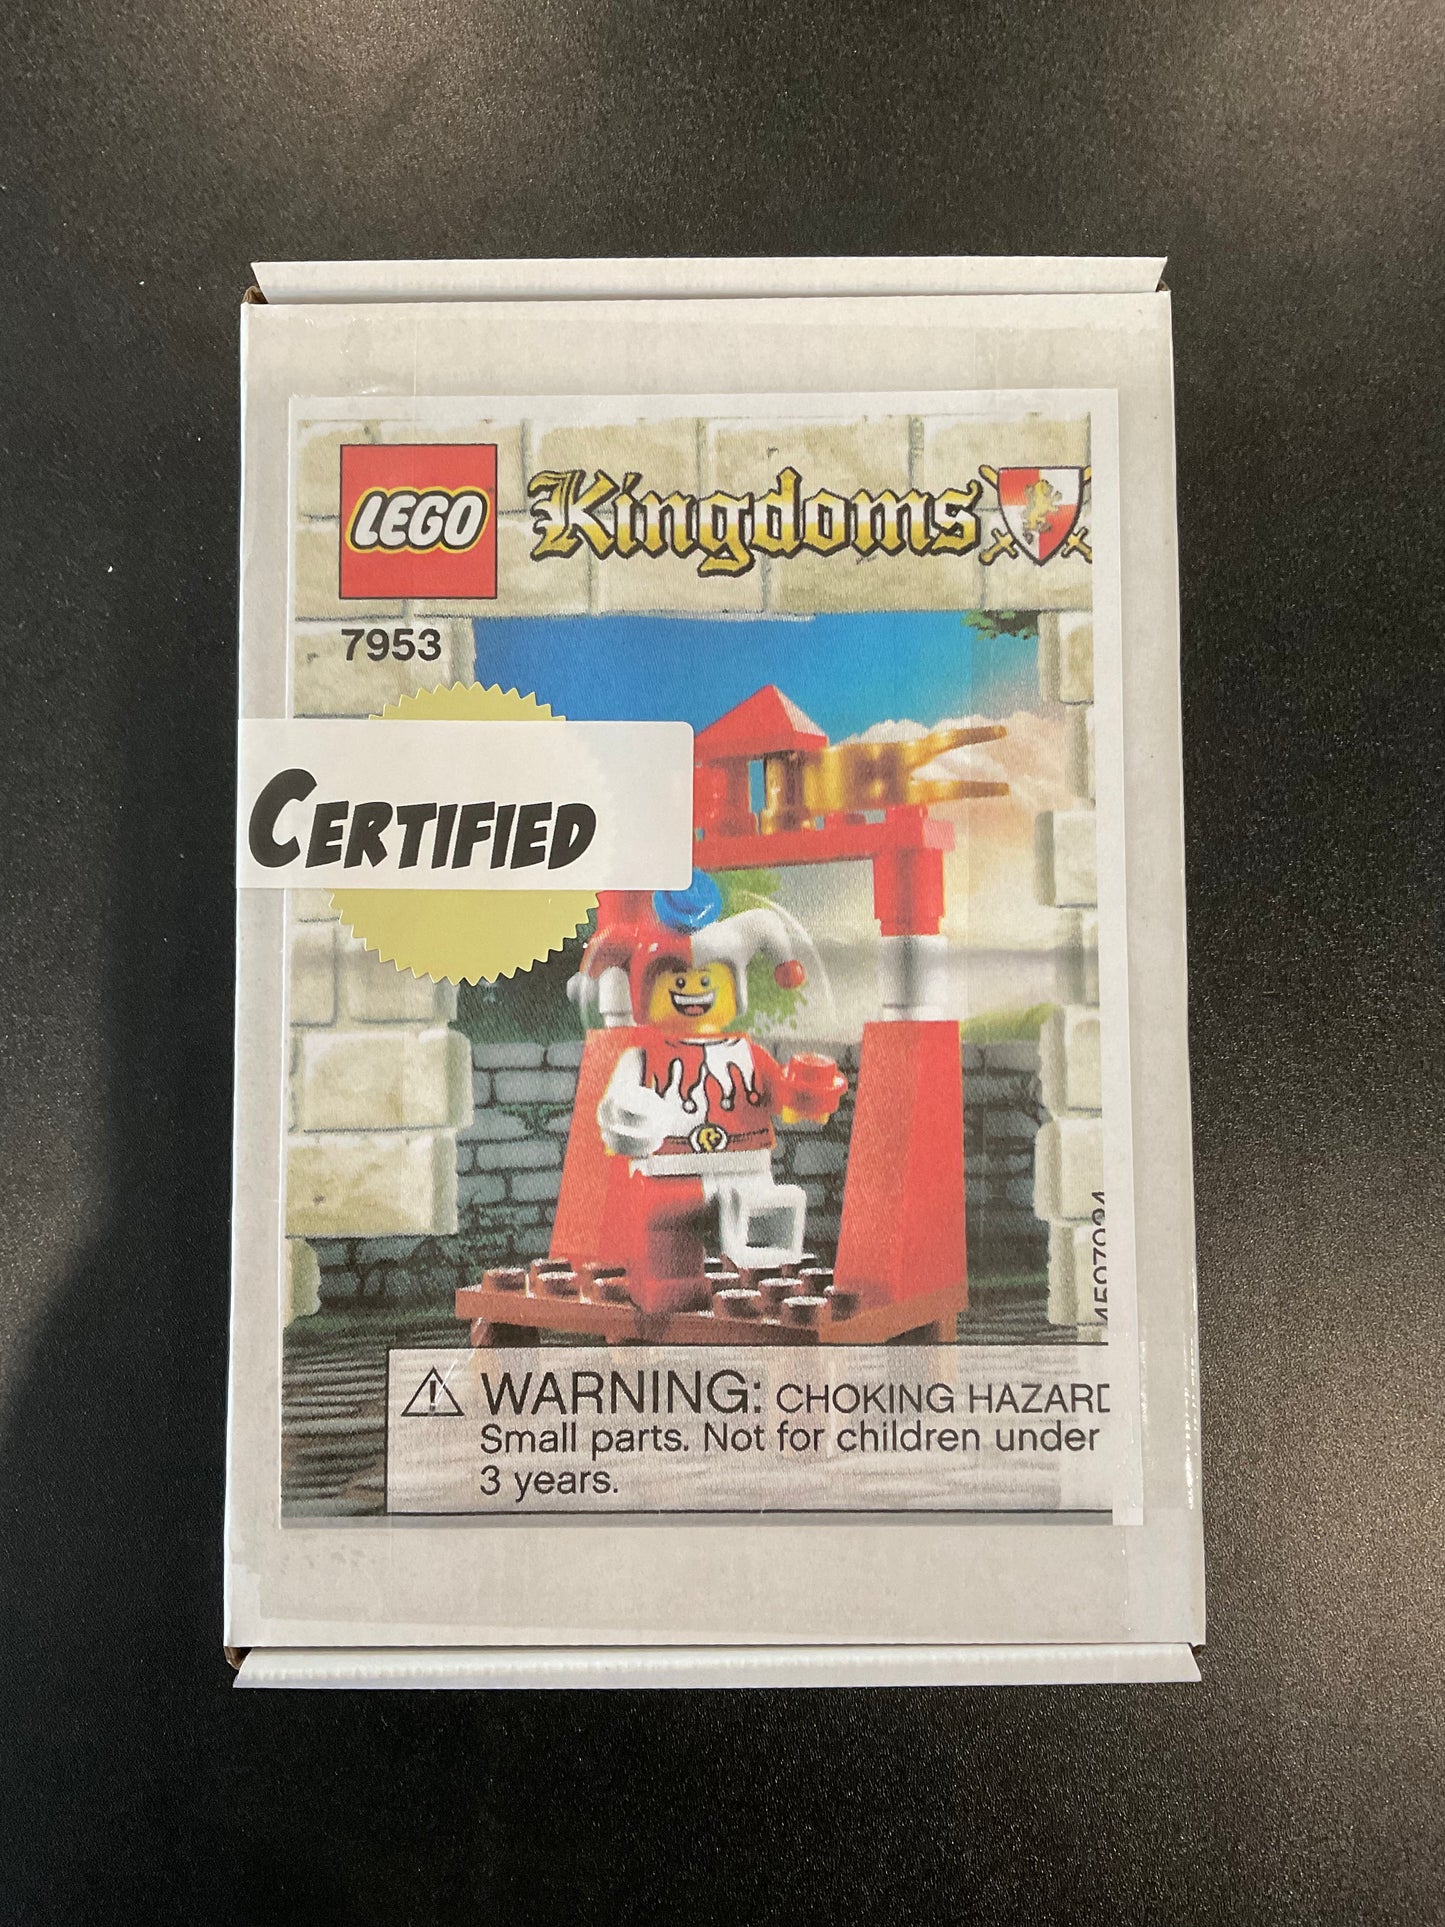 LEGO
Kingdoms
7953
CERTIFIED
WARNING: CHOKING HAZARD
Small parts. Not for children under
3 years.